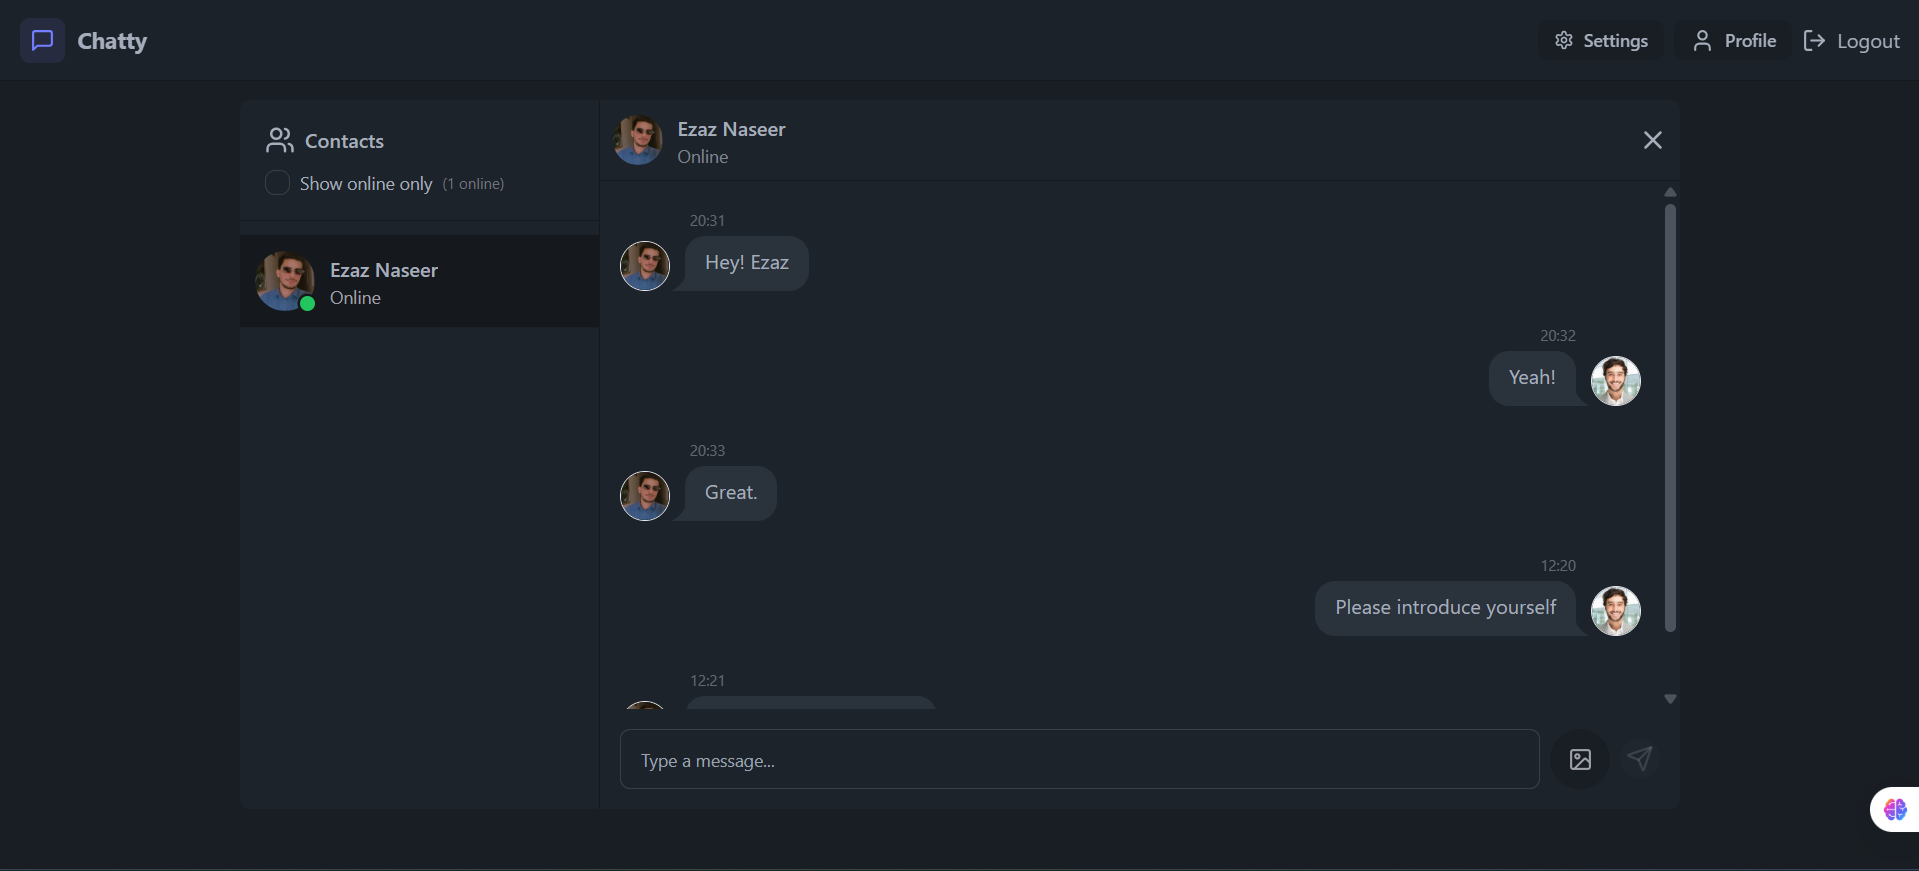 Chatty
Settings
Profile
Logout
Contacts
Show online only (1 online)
Ezaz Naseer
Online
Ezaz Naseer
Online
20:31
Hey! Ezaz
20:32
Yeah!
20:33
Great.
12:20
Please introduce yourself
12:21
Type a message...